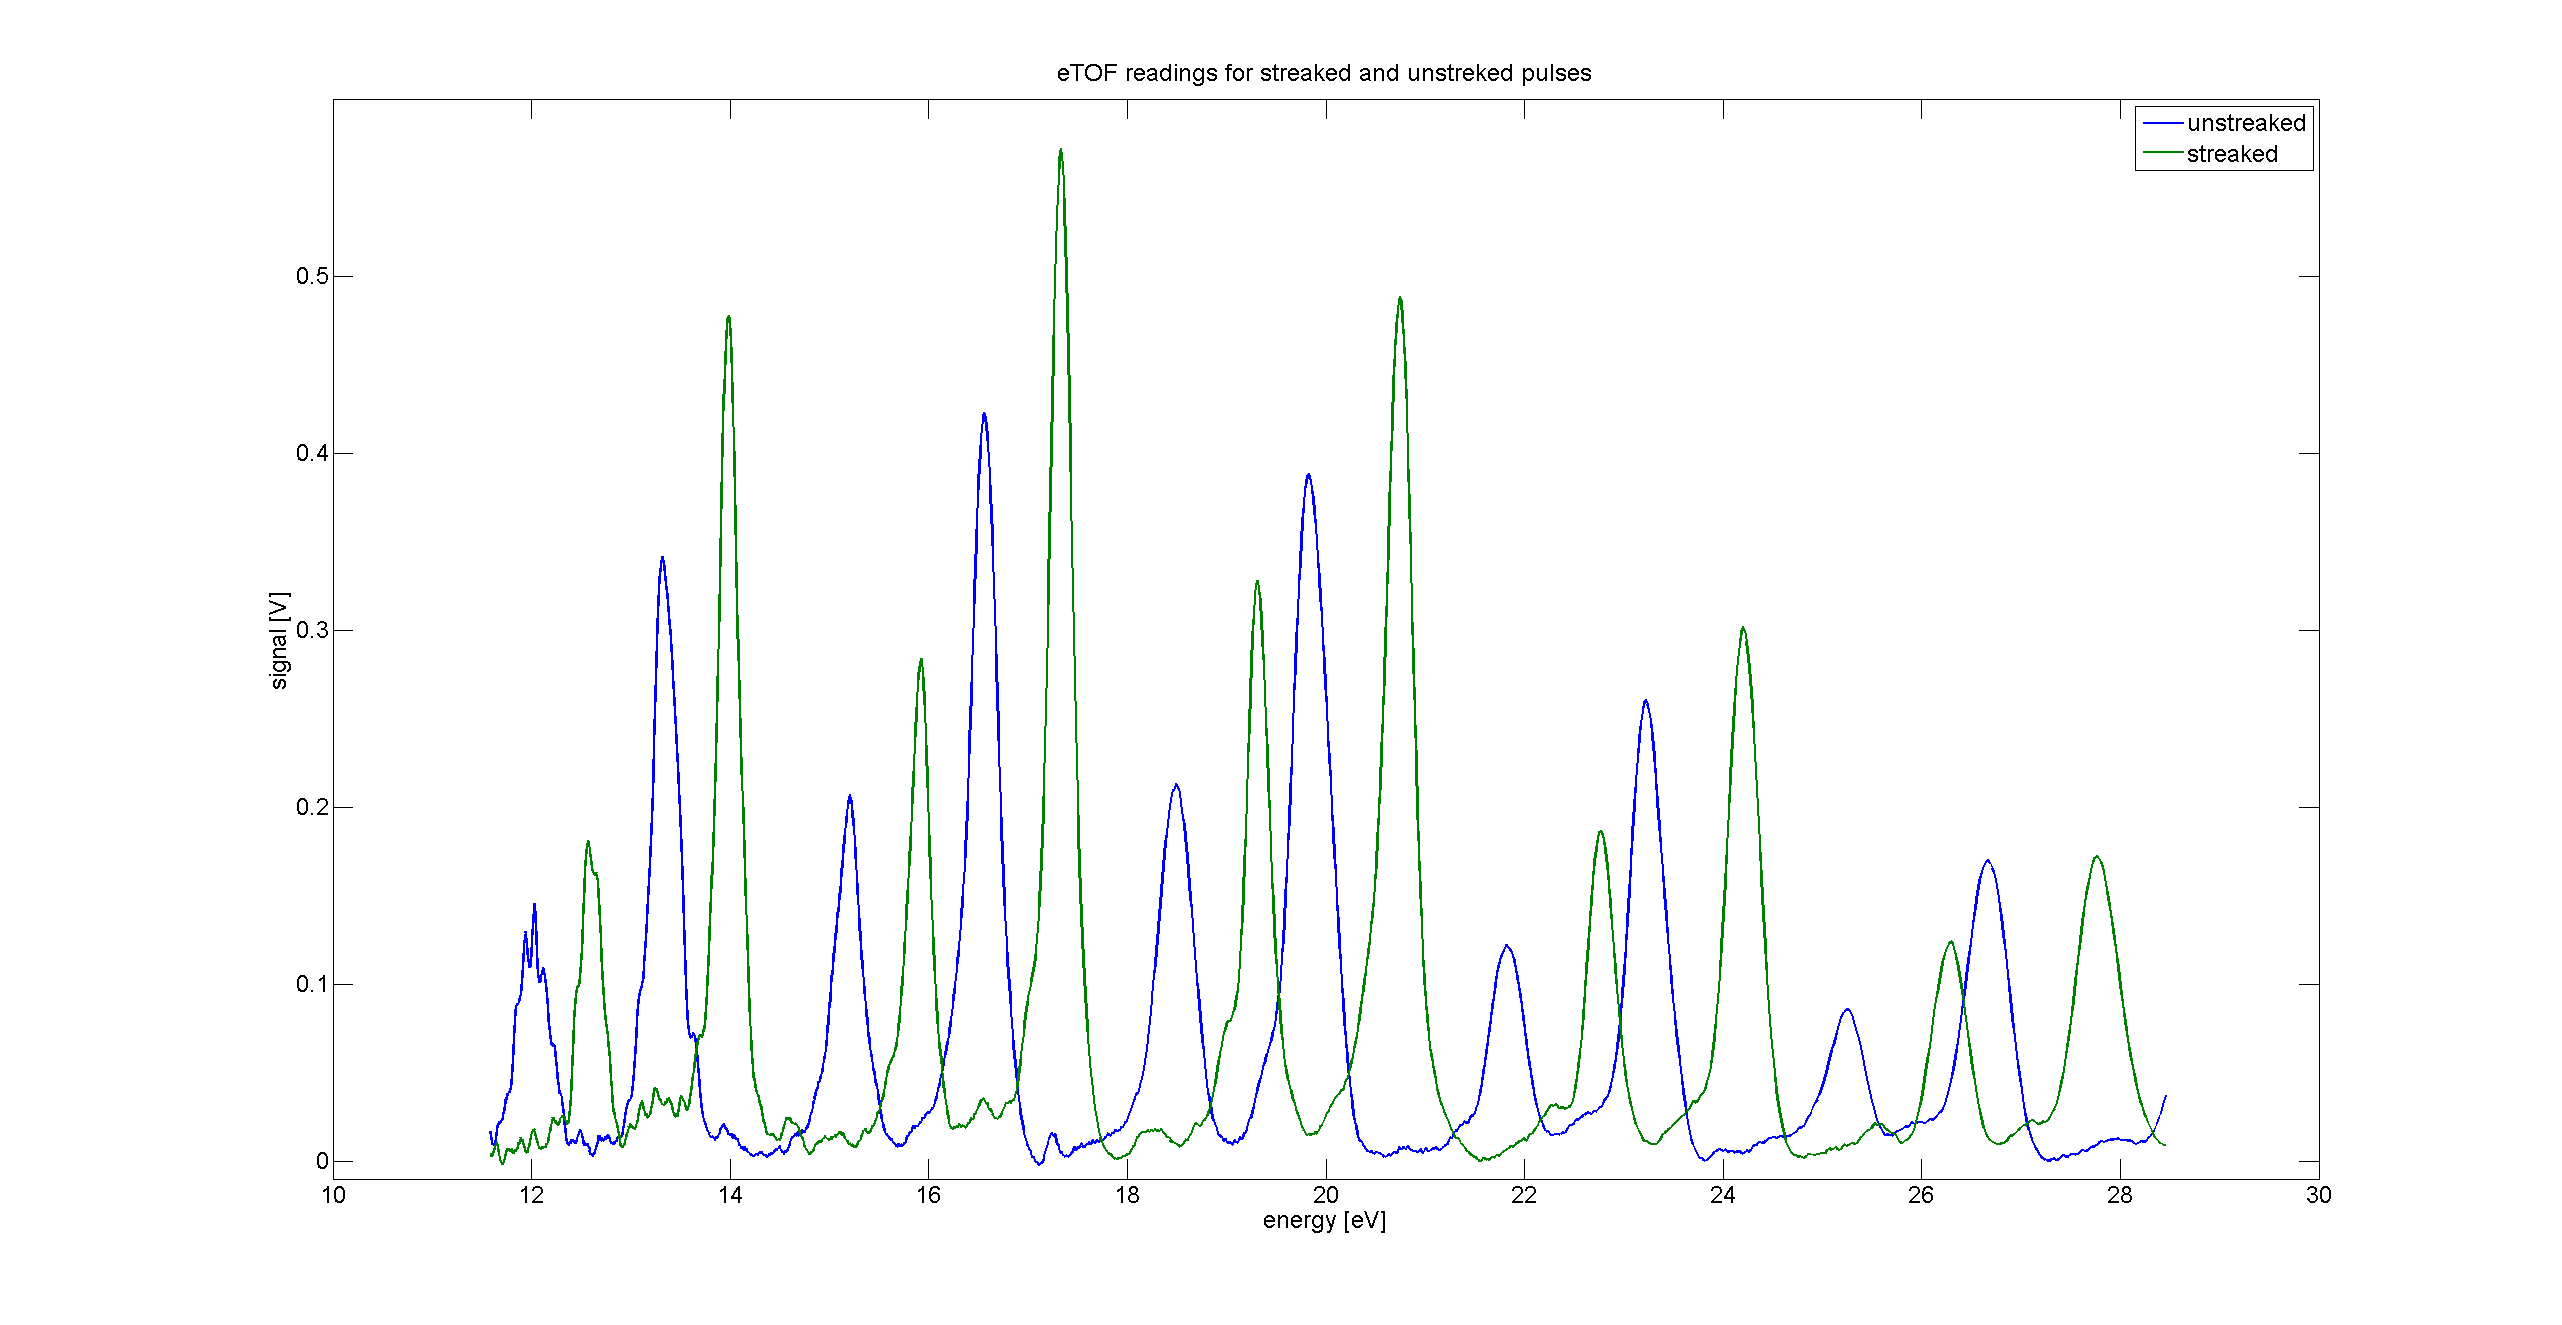 eTOF readings for streaked and unstreked pulses
unstreaked
streaked
0.5
0.4
0.3
0.2
0.1
0
signal [V]
10 12 14 16 18 20 22 24 26 28 30
energy [eV]